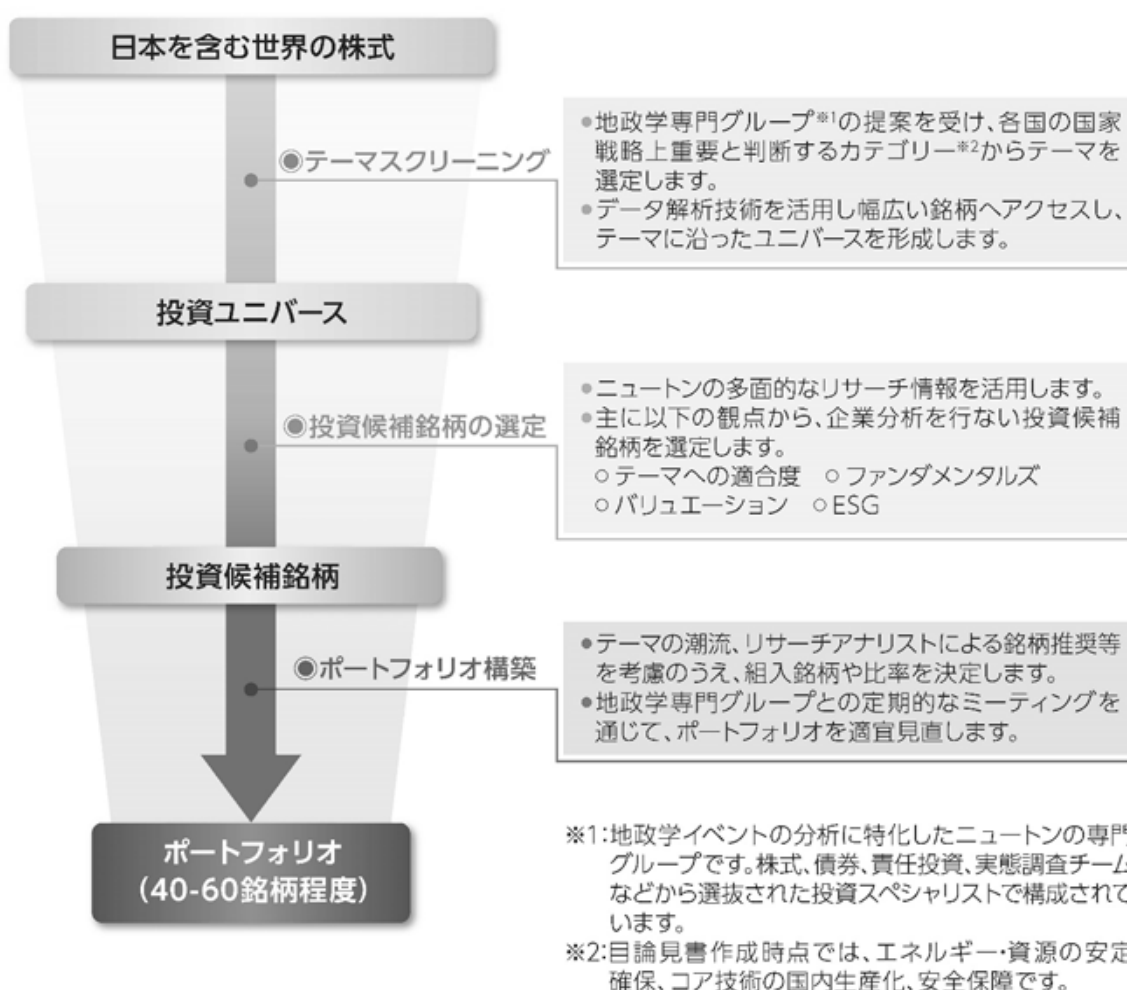 日本を含む世界の株式
◉テーマスクリーニング
●地政学専門グループ※1の提案を受け、各国の国家
戦略上重要と判断するカテゴリー※2からテーマを
選定します。
●データ解析技術を活用し幅広い銘柄へアクセスし、
テーマに沿ったユニバースを形成します。
投資ユニバース
◉投資候補銘柄の選定
●ニュートンの多面的なリサーチ情報を活用します。
●主に以下の観点から、企業分析を行ない投資候補
銘柄を選定します。
○テーマへの適合度 ○ファンダメンタルズ
○バリュエーション ○ESG
投資候補銘柄
◉ポートフォリオ構築
●テーマの潮流、リサーチアナリストによる銘柄推奨等
を考慮のうえ、組入銘柄や比率を決定します。
●地政学専門グループとの定期的なミーティングを
通じて、ポートフォリオを適宜見直します。
ポートフォリオ
(40-60銘柄程度)
※1:地政学イベントの分析に特化したニュートンの専門
グループです。株式、債券、責任投資、実態調査チーム
などから選抜された投資スペシャリストで構成されて
います。
※2:目論見書作成時点では、エネルギー・資源の安定
確保、コア技術の国内生産化、安全保障です。